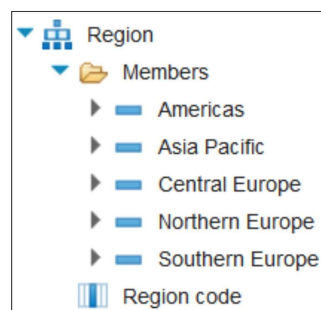 Region
Members
Americas
Asia Pacific
Central Europe
Northern Europe
Southern Europe
Region code